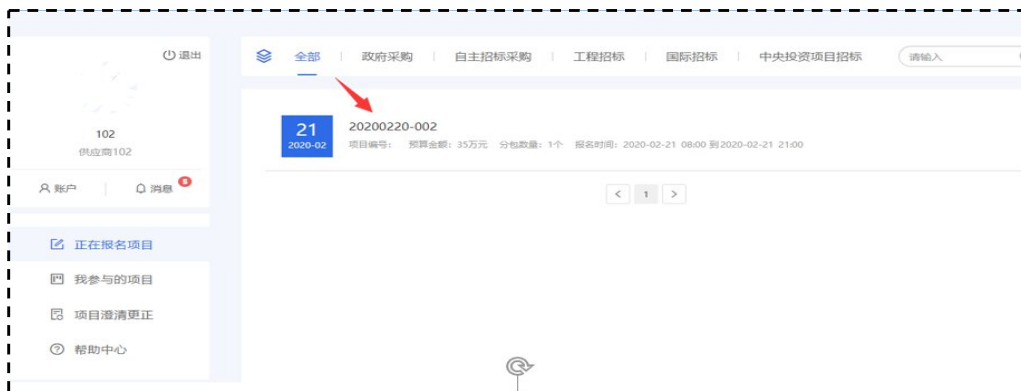 退出
全部 政府采购 自主招标采购 工程招标 国际招标 中央投资项目招标 请输入
102
供应商102
账户 消息 5
正在报名项目
我参与的项目
项目澄清更正
帮助中心
21
2020-02
20200220-002
项目编号： 预算金额：35万元 分包数量：1个 报名时间：2020-02-21 08:00 到2020-02-21 21:00
< 1 >